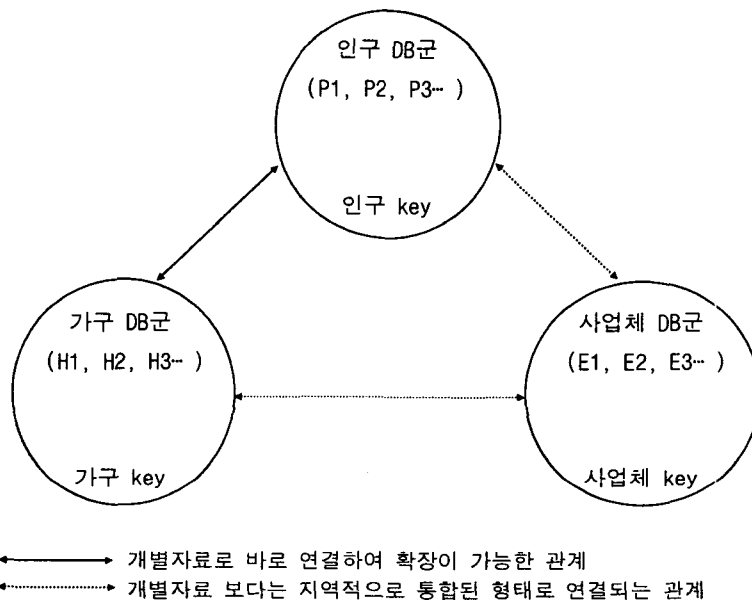 인구 DB군
(P1, P2, P3… )
인구 key
가구 DB군
(H1, H2, H3… )
가구 key
사업체 DB군
(E1, E2, E3… )
사업체 key
개별자료로 바로 연결하여 확장이 가능한 관계
개별자료 보다는 지역적으로 통합된 형태로 연결되는 관계